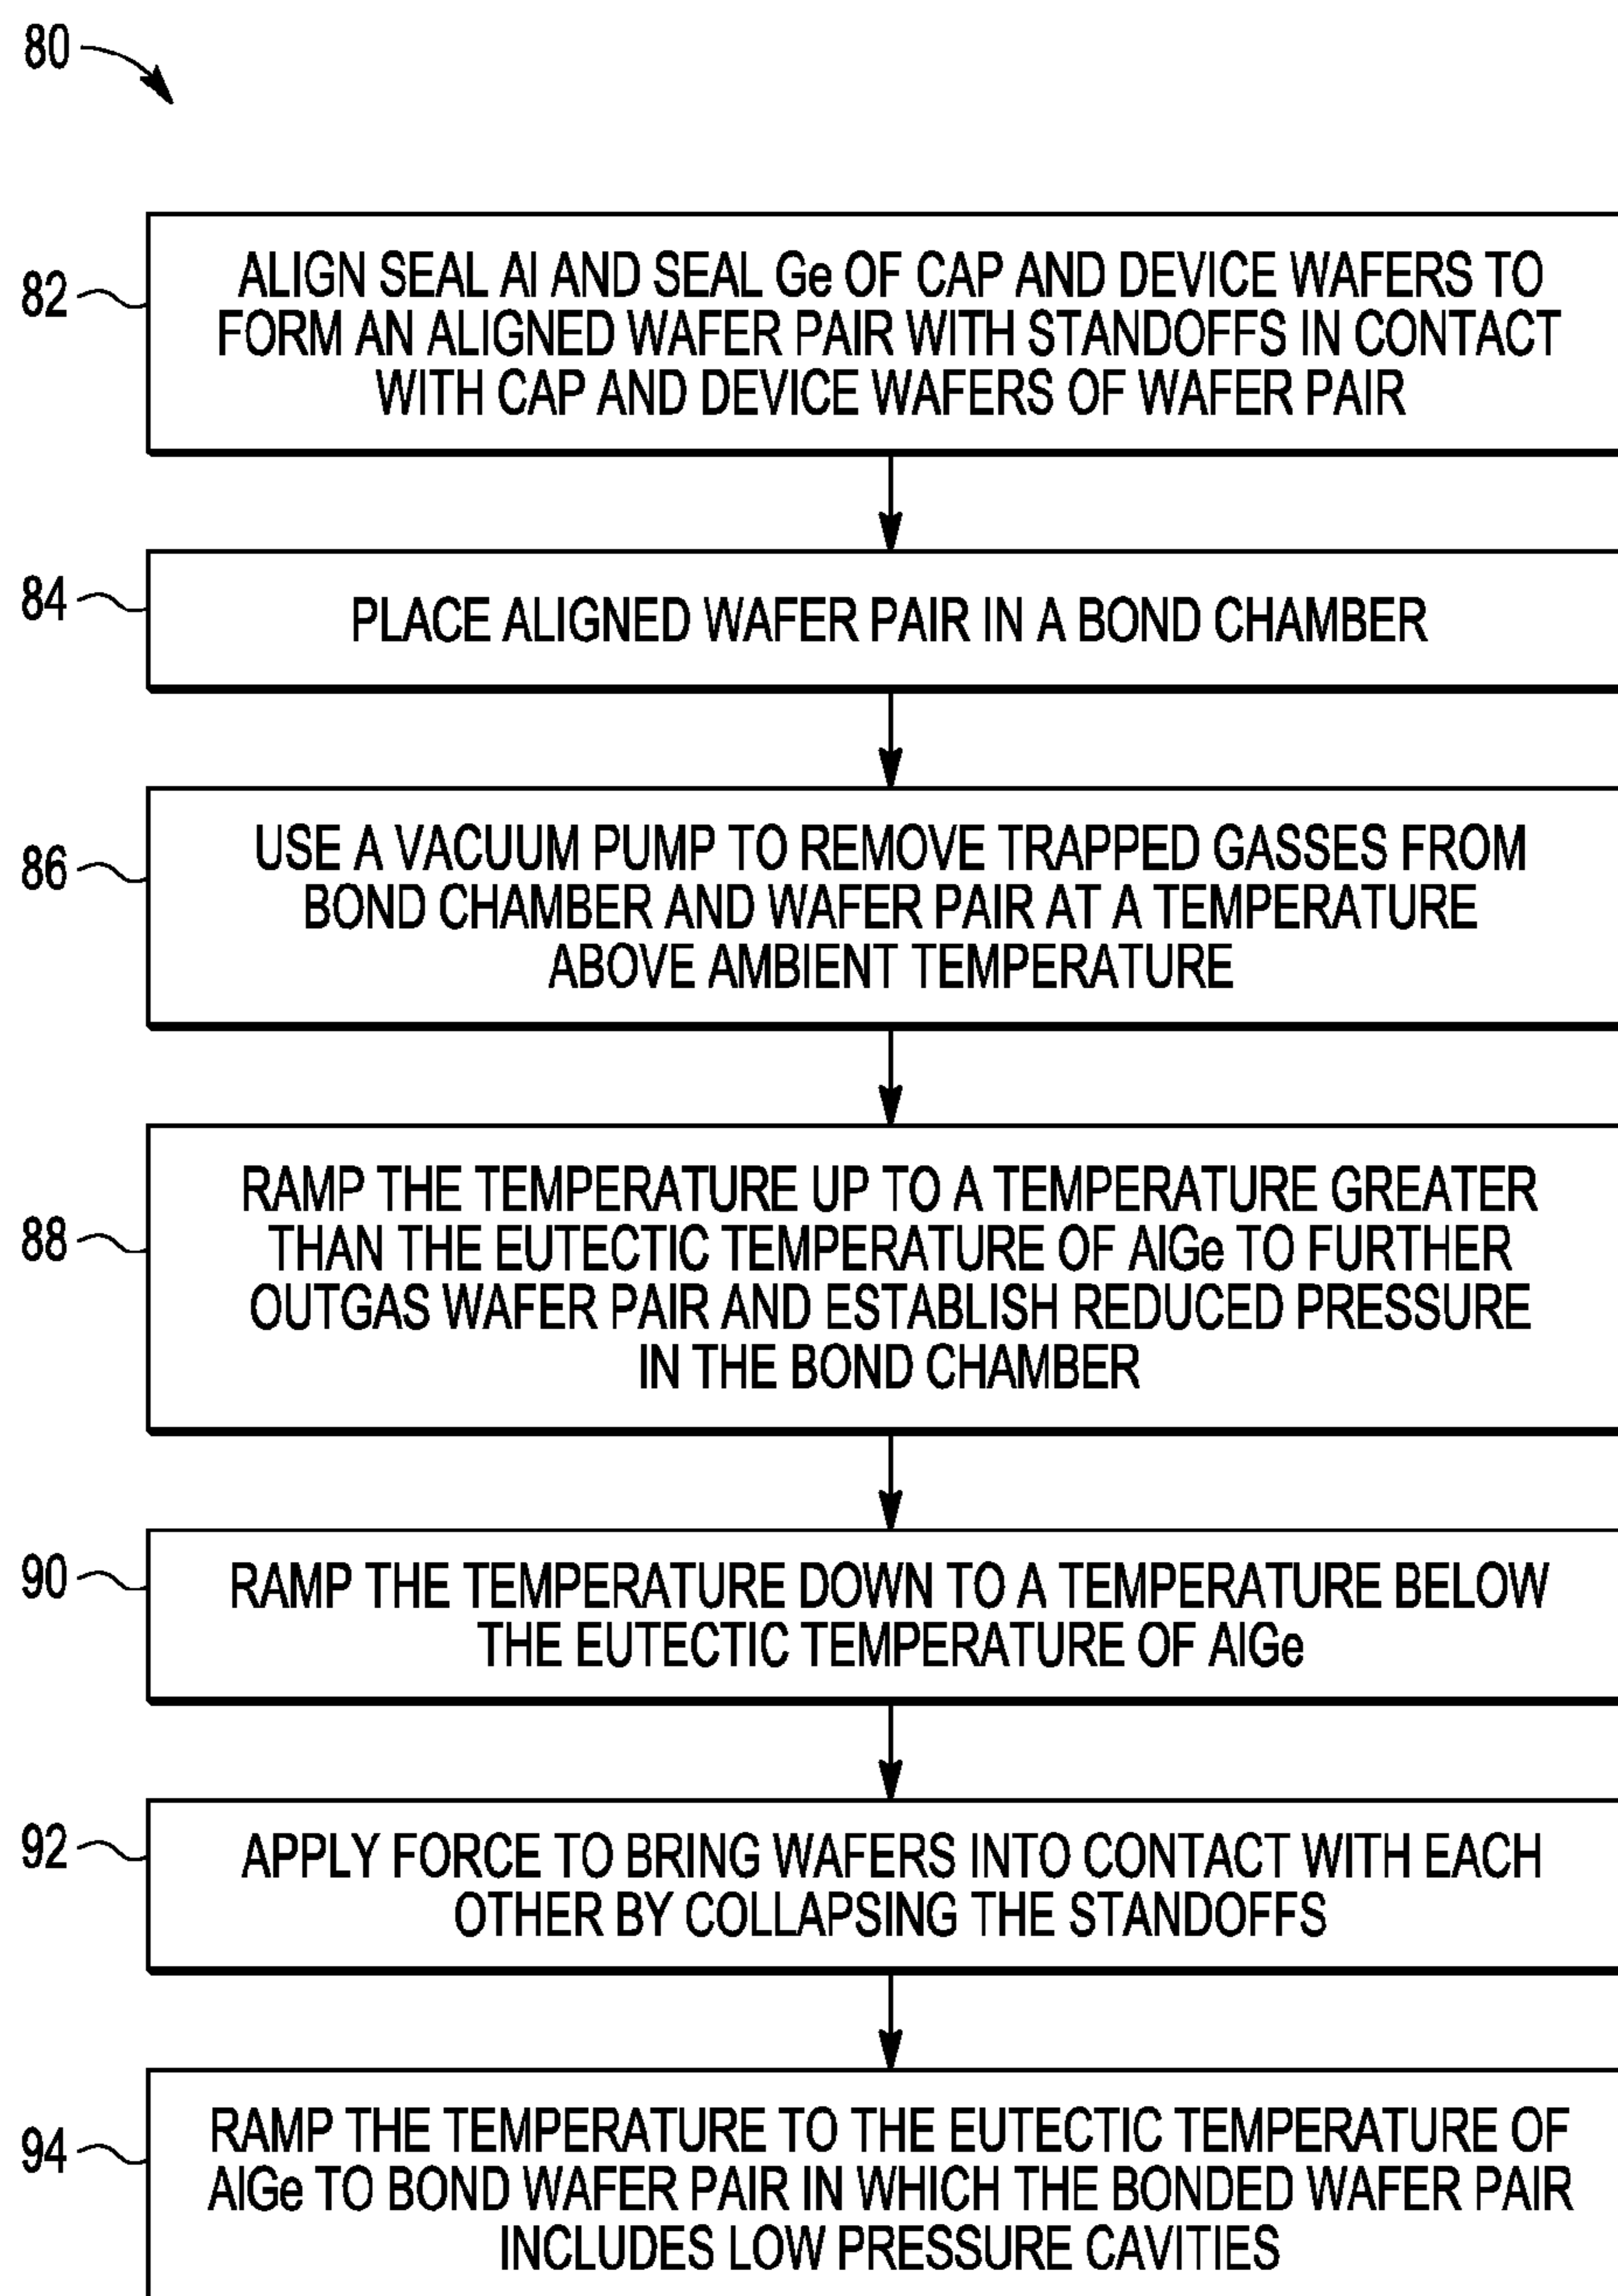 80
82
ALIGN SEAL Al AND SEAL Ge OF CAP AND DEVICE WAFERS TO
FORM AN ALIGNED WAFER PAIR WITH STANDOFFS IN CONTACT
WITH CAP AND DEVICE WAFERS OF WAFER PAIR
84
PLACE ALIGNED WAFER PAIR IN A BOND CHAMBER
86
USE A VACUUM PUMP TO REMOVE TRAPPED GASSES FROM
BOND CHAMBER AND WAFER PAIR AT A TEMPERATURE
ABOVE AMBIENT TEMPERATURE
88
RAMP THE TEMPERATURE UP TO A TEMPERATURE GREATER
THAN THE EUTECTIC TEMPERATURE OF AlGe TO FURTHER
OUTGAS WAFER PAIR AND ESTABLISH REDUCED PRESSURE
IN THE BOND CHAMBER
90
RAMP THE TEMPERATURE DOWN TO A TEMPERATURE BELOW
THE EUTECTIC TEMPERATURE OF AlGe
92
APPLY FORCE TO BRING WAFERS INTO CONTACT WITH EACH
OTHER BY COLLAPSING THE STANDOFFS
94
RAMP THE TEMPERATURE TO THE EUTECTIC TEMPERATURE OF
AlGe TO BOND WAFER PAIR IN WHICH THE BONDED WAFER PAIR
INCLUDES LOW PRESSURE CAVITIES